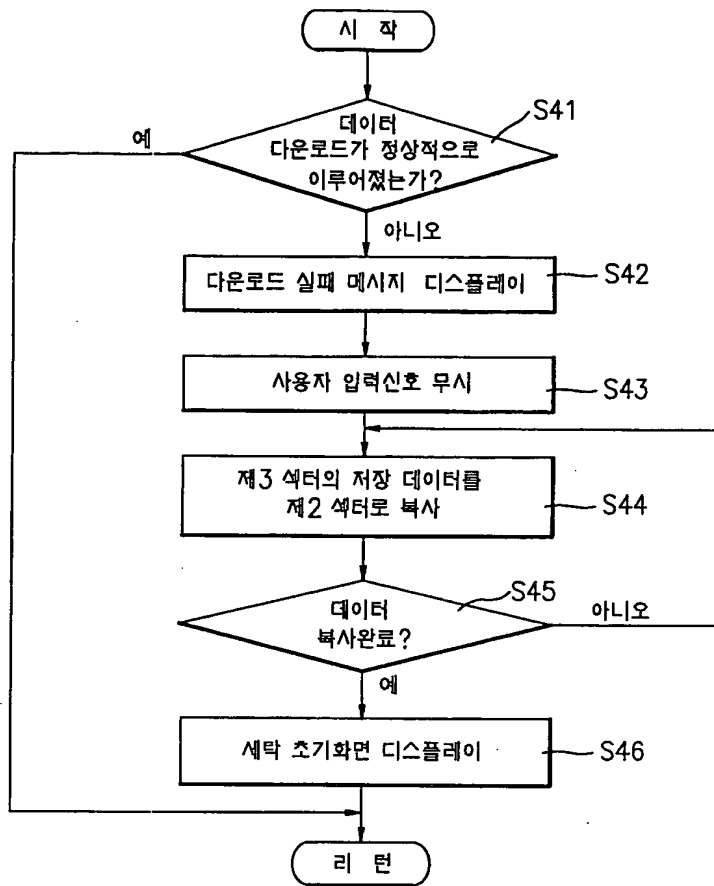 시 작
S41
예
데이터
다운로드가 정상적으로
이루어졌는가?
아니오
다운로드 실패 메시지 디스플레이
S42
사용자 입력신호 무시
S43
제3 섹터의 저장 데이터를
제2 섹터로 복사
S44
데이터
복사완료?
S45
아니오
예
세탁 초기화면 디스플레이
S46
리 턴